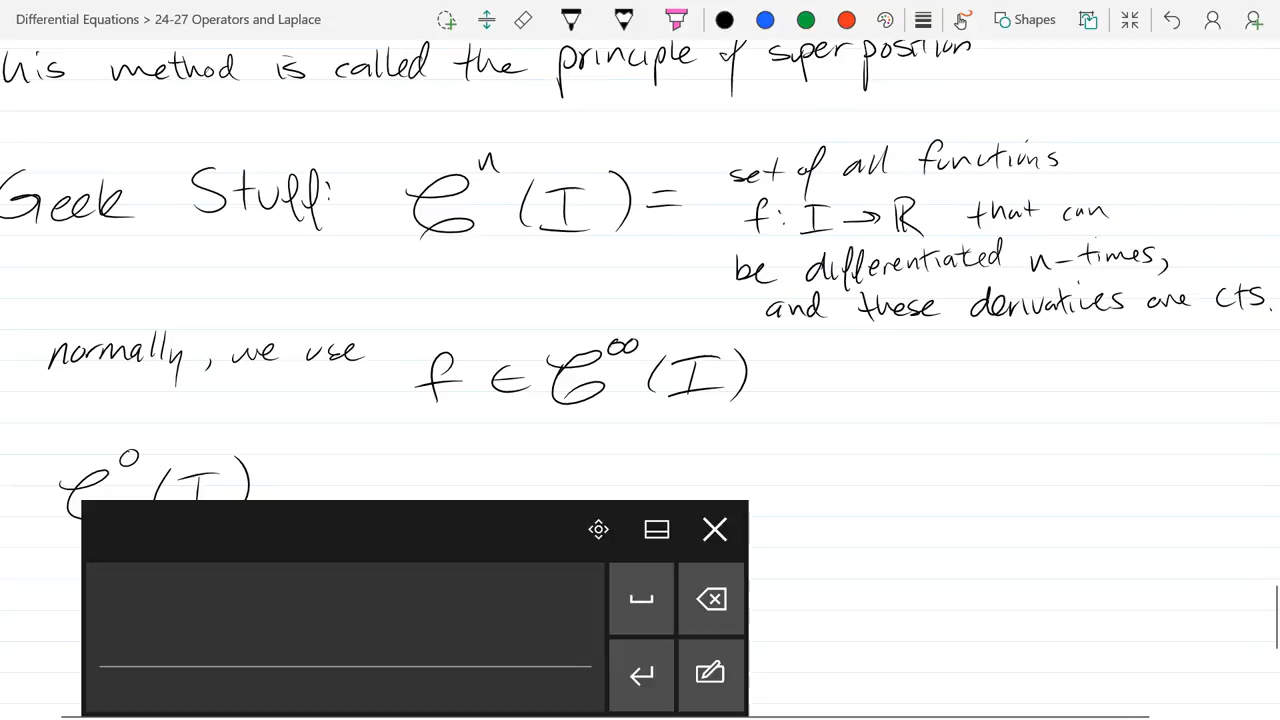 Differential Equations > 24-27 Operators and Laplace
Shapes
his method is called the principle of superposition
Geek Stuff: 𝒞ⁿ(I) = set of all functions
f: I → ℝ that can
be differentiated n-times,
and these derivatives are cts.
normally, we use f ∈ 𝒞^∞(I)
𝒞⁰(I)